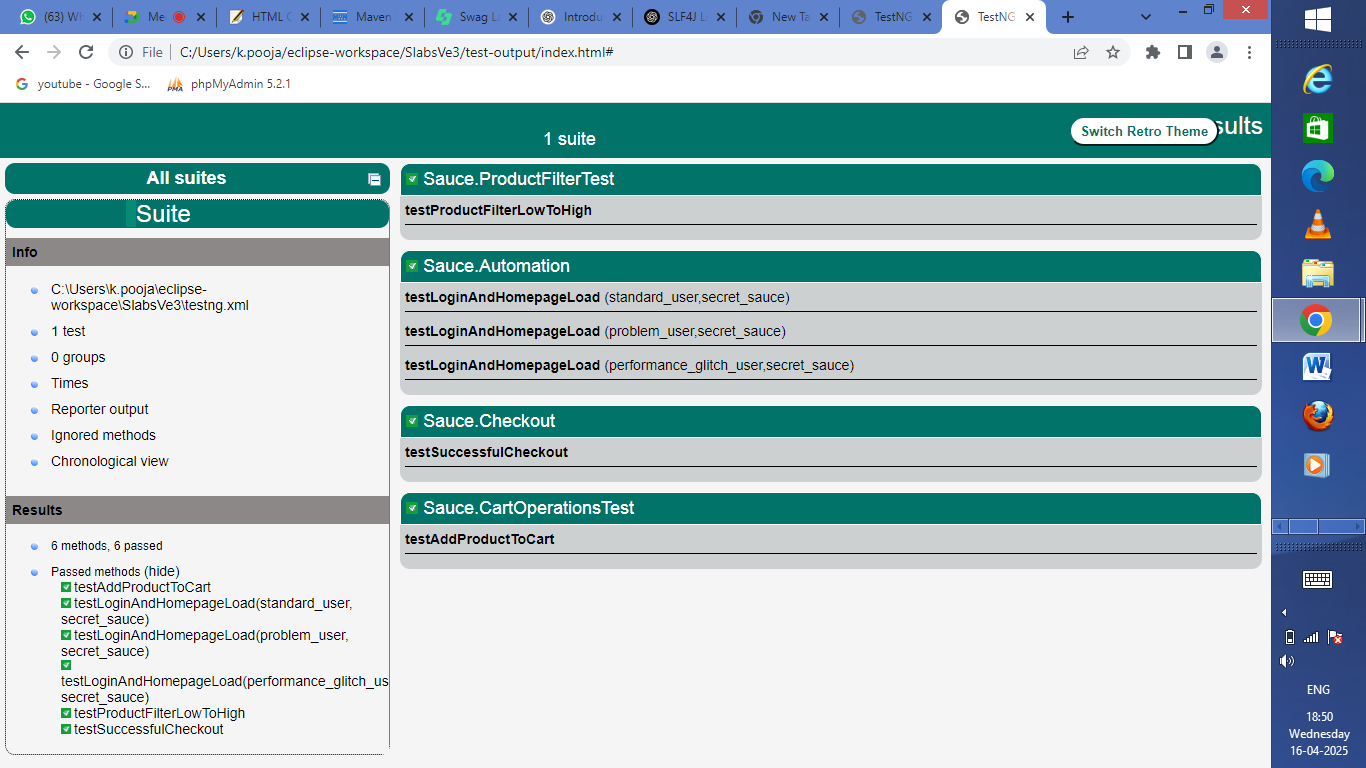 (63) Wh
Me
HTML C
Maven
Swag La
Introdu
SLF4J L
New Ta
TestNG
TestNG
File
C:/Users/k.pooja/eclipse-workspace/SlabsVe3/test-output/index.html#
youtube - Google S...
phpMyAdmin 5.2.1
1 suite
Switch Retro Theme
sults
All suites
Suite
Info
C:\Users\k.pooja\eclipse-
workspace\SlabsVe3\testng.xml
1 test
0 groups
Times
Reporter output
Ignored methods
Chronological view
Results
6 methods, 6 passed
Passed methods (hide)
testAddProductToCart
testLoginAndHomepageLoad(standard_user,
secret_sauce)
testLoginAndHomepageLoad(problem_user,
secret_sauce)
testLoginAndHomepageLoad(performance_glitch_us
secret_sauce)
testProductFilterLowToHigh
testSuccessfulCheckout
Sauce.ProductFilterTest
testProductFilterLowToHigh
Sauce.Automation
testLoginAndHomepageLoad (standard_user,secret_sauce)
testLoginAndHomepageLoad (problem_user,secret_sauce)
testLoginAndHomepageLoad (performance_glitch_user,secret_sauce)
Sauce.Checkout
testSuccessfulCheckout
Sauce.CartOperationsTest
testAddProductToCart
ENG
18:50
Wednesday
16-04-2025